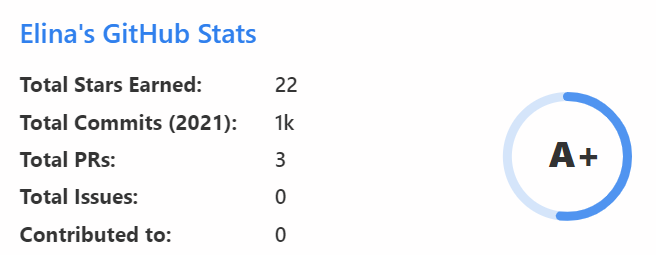 Elina's GitHub Stats
Total Stars Earned: 22
Total Commits (2021): 1k
Total PRs: 3
Total Issues: 0
Contributed to: 0
A+